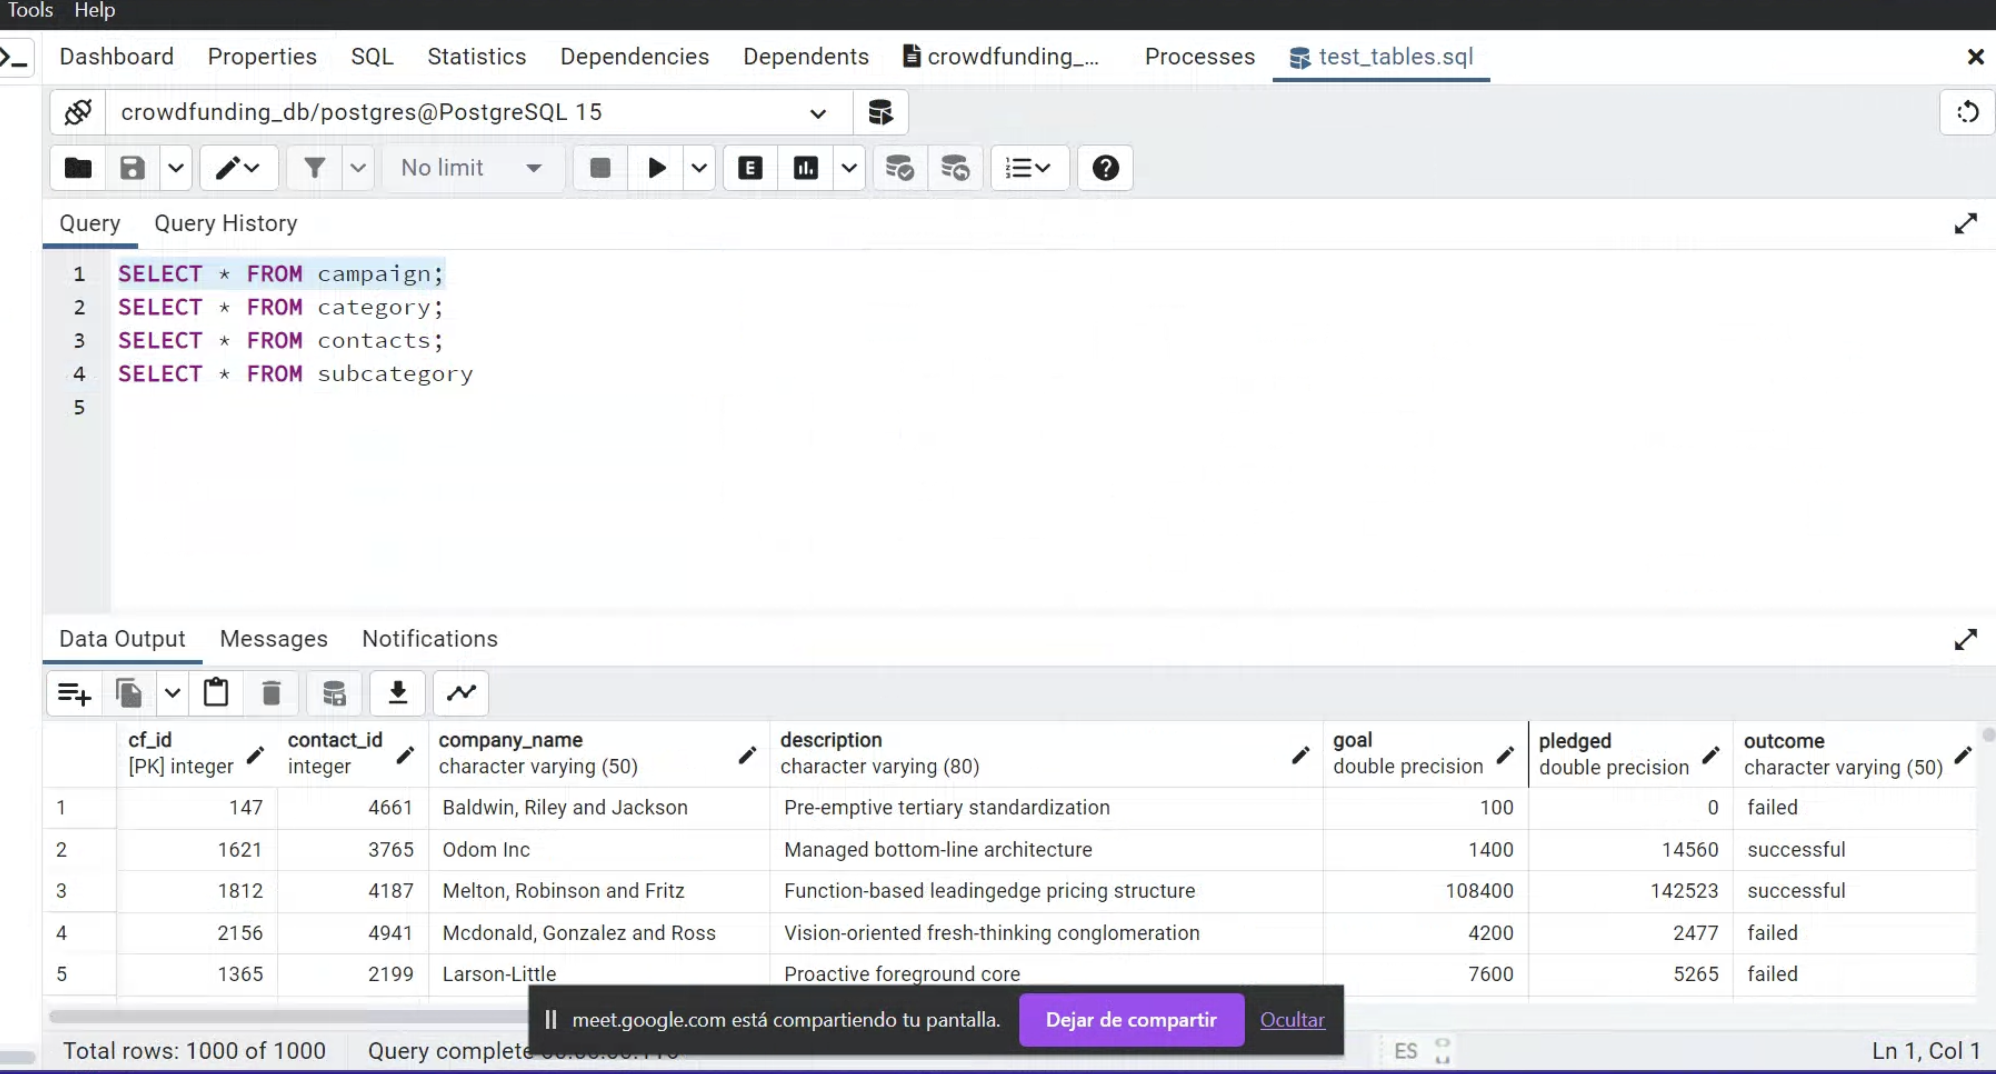 Tools Help
Dashboard Properties SQL Statistics Dependencies Dependents crowdfunding_... Processes test_tables.sql
crowdfunding_db/postgres@PostgreSQL 15
No limit E
Query Query History
1 SELECT * FROM campaign;
2 SELECT * FROM category;
3 SELECT * FROM contacts;
4 SELECT * FROM subcategory
5
Data Output Messages Notifications
cf_id contact_id company_name description goal pledged outcome
[PK] integer integer character varying (50) character varying (80) double precision double precision character varying (50)
1 147 4661 Baldwin, Riley and Jackson Pre-emptive tertiary standardization 100 0 failed
2 1621 3765 Odom Inc Managed bottom-line architecture 1400 14560 successful
3 1812 4187 Melton, Robinson and Fritz Function-based leadingedge pricing structure 108400 142523 successful
4 2156 4941 Mcdonald, Gonzalez and Ross Vision-oriented fresh-thinking conglomeration 4200 2477 failed
5 1365 2199 Larson-Little Proactive foreground core 7600 5265 failed
meet.google.com está compartiendo tu pantalla. Dejar de compartir Ocultar
Total rows: 1000 of 1000 Query complete ES Ln 1, Col 1